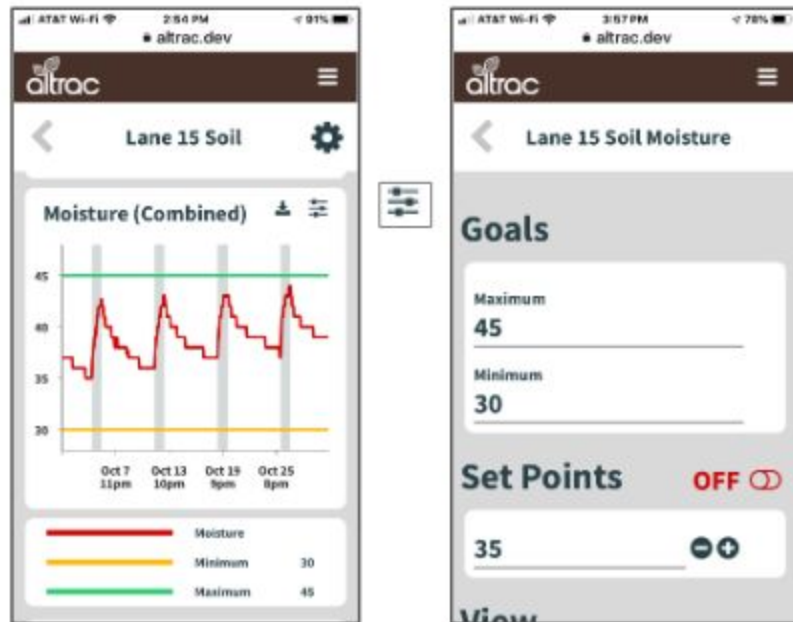 AT&T Wi-Fi 2:54 PM 91%
altrac.dev
altrac
Lane 15 Soil
Moisture (Combined)
45
40
35
30
Oct 7 Oct 13 Oct 19 Oct 25
11pm 10pm 9pm 8pm
Moisture
Minimum 30
Maximum 45
AT&T Wi-Fi 3:57 PM 78%
altrac.dev
altrac
Lane 15 Soil Moisture
Goals
Maximum
45
Minimum
30
Set Points OFF
35
View